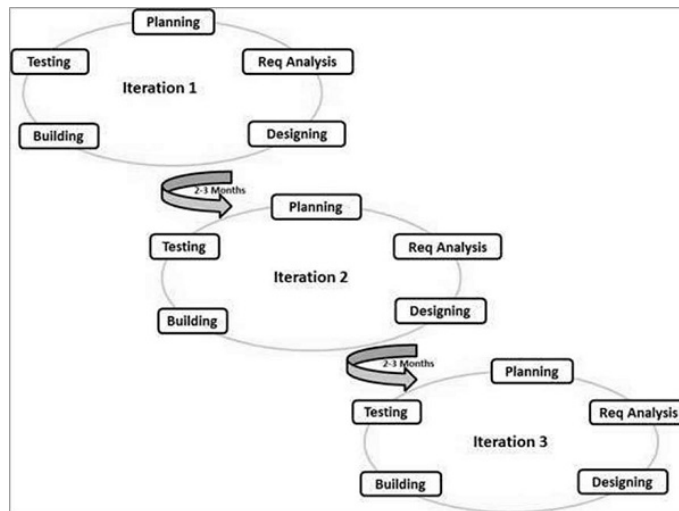 Planning
Testing
Req Analysis
Iteration 1
Building
Designing
2-3 Months
Planning
Testing
Req Analysis
Iteration 2
Building
Designing
2-3 Months
Planning
Testing
Req Analysis
Iteration 3
Building
Designing